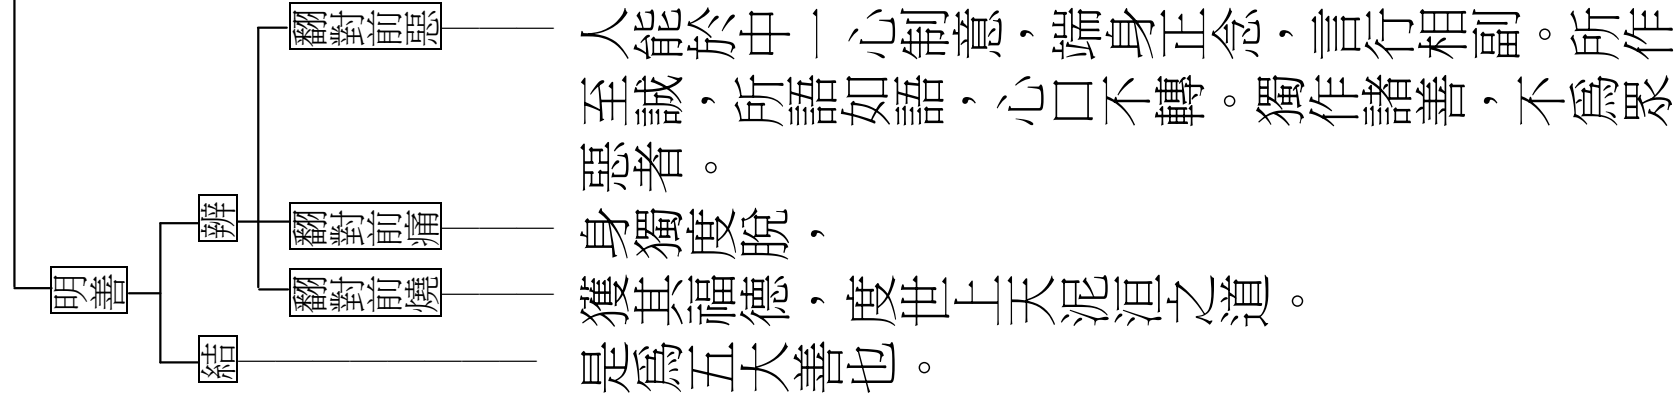 翻對前惡
人能於中一心制意，端身正念，言行相副。所作
至誠，所語如語，心口不轉。獨作諸善，不爲眾
惡者。
辦
翻對前痛
身獨度脫，
明善
翻對前燒
獲其福德，度世上天泥洹之道。
結
是爲五大善也。